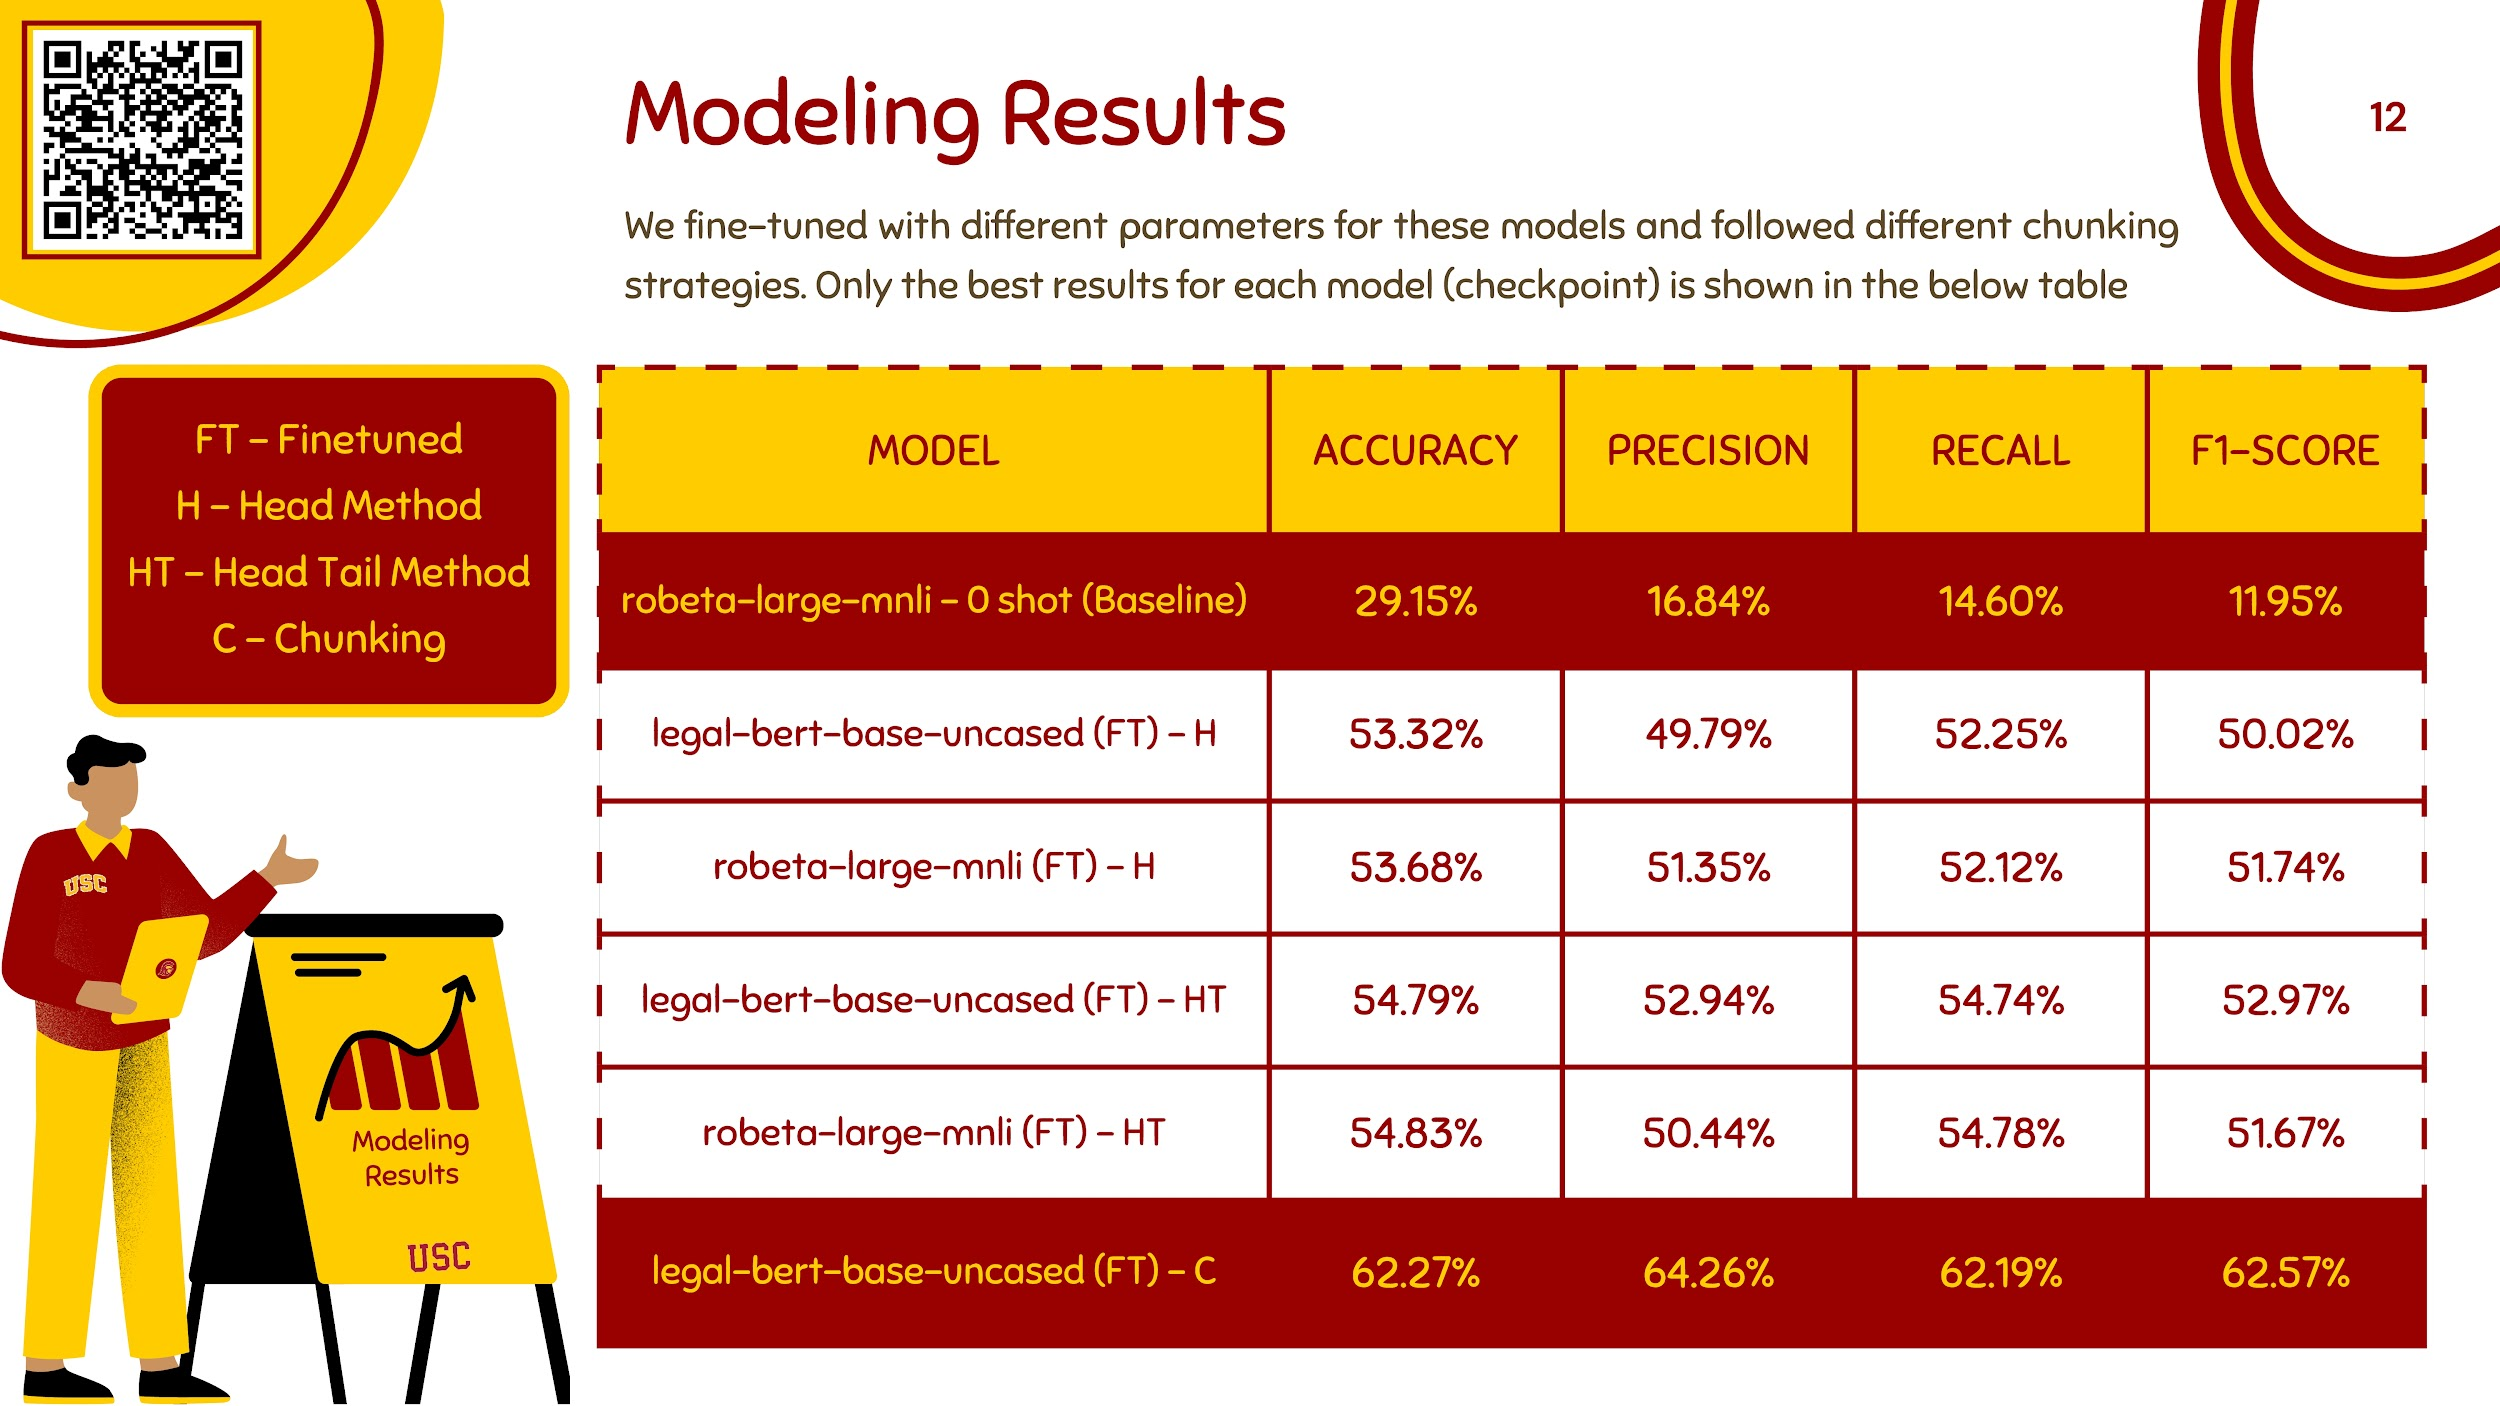 Modeling Results
12
We fine-tuned with different parameters for these models and followed different chunking
strategies. Only the best results for each model (checkpoint) is shown in the below table
FT - Finetuned
H - Head Method
HT - Head Tail Method
C - Chunking
MODEL ACCURACY PRECISION RECALL F1-SCORE
robeta-large-mnli - 0 shot (Baseline) 29.15% 16.84% 14.60% 11.95%
legal-bert-base-uncased (FT) - H 53.32% 49.79% 52.25% 50.02%
robeta-large-mnli (FT) - H 53.68% 51.35% 52.12% 51.74%
legal-bert-base-uncased (FT) - HT 54.79% 52.94% 54.74% 52.97%
robeta-large-mnli (FT) - HT 54.83% 50.44% 54.78% 51.67%
legal-bert-base-uncased (FT) - C 62.27% 64.26% 62.19% 62.57%
USC
Modeling
Results
USC